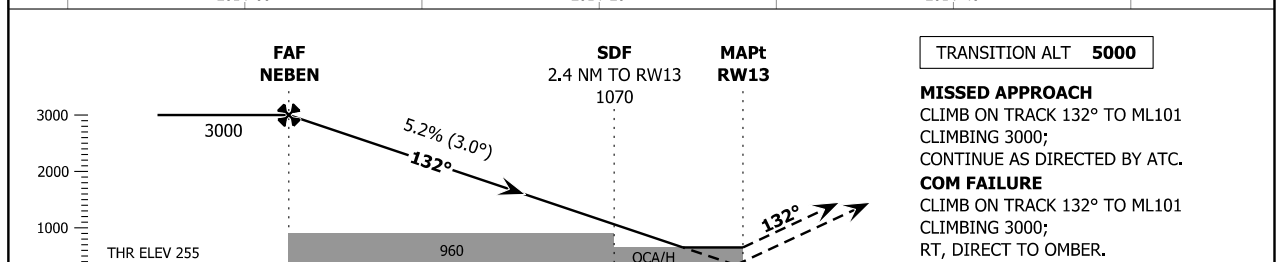 FAF
NEBEN
SDF
2.4 NM TO RW13
1070
MAPt
RW13
TRANSITION ALT 5000
MISSED APPROACH
CLIMB ON TRACK 132° TO ML101
CLIMBING 3000;
CONTINUE AS DIRECTED BY ATC.
COM FAILURE
CLIMB ON TRACK 132° TO ML101
CLIMBING 3000;
RT, DIRECT TO OMBER.
3000
3000
5.2% (3.0°)
132°
2000
1000
132°
THR ELEV 255
960
OCA/H